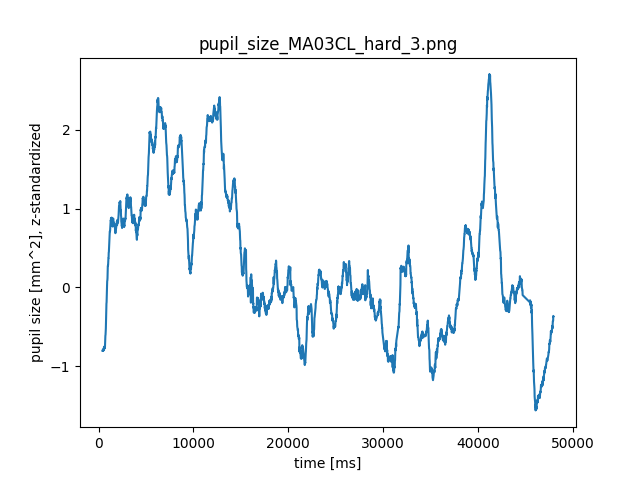 pupil_size_MA03CL_hard_3.png
pupil size [mm^2], z-standardized
2
1
0
−1
0 10000 20000 30000 40000 50000
time [ms]